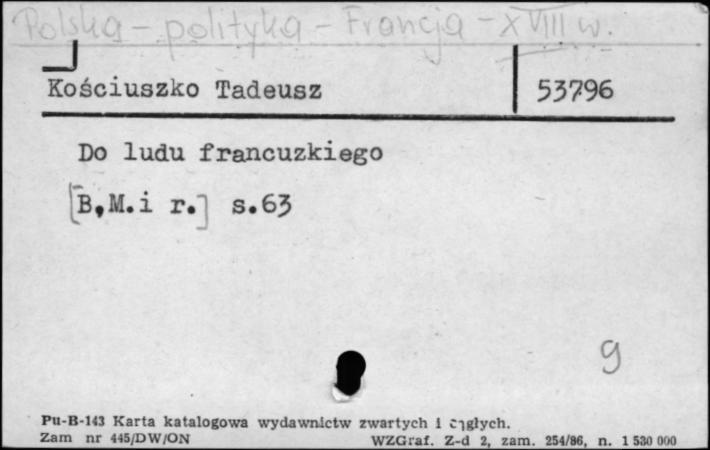 Polska - polityka - Francja - XVIII w.
Kościuszko Tadeusz 53796
Do ludu francuzkiego
[B,M.i r.] s.63
9
Pu-B-143 Karta katalogowa wydawnictw zwartych i ciągłych.
Zam nr 445/DW/ON WZGraf. Z-d 2, zam. 254/86, n. 1 530 000